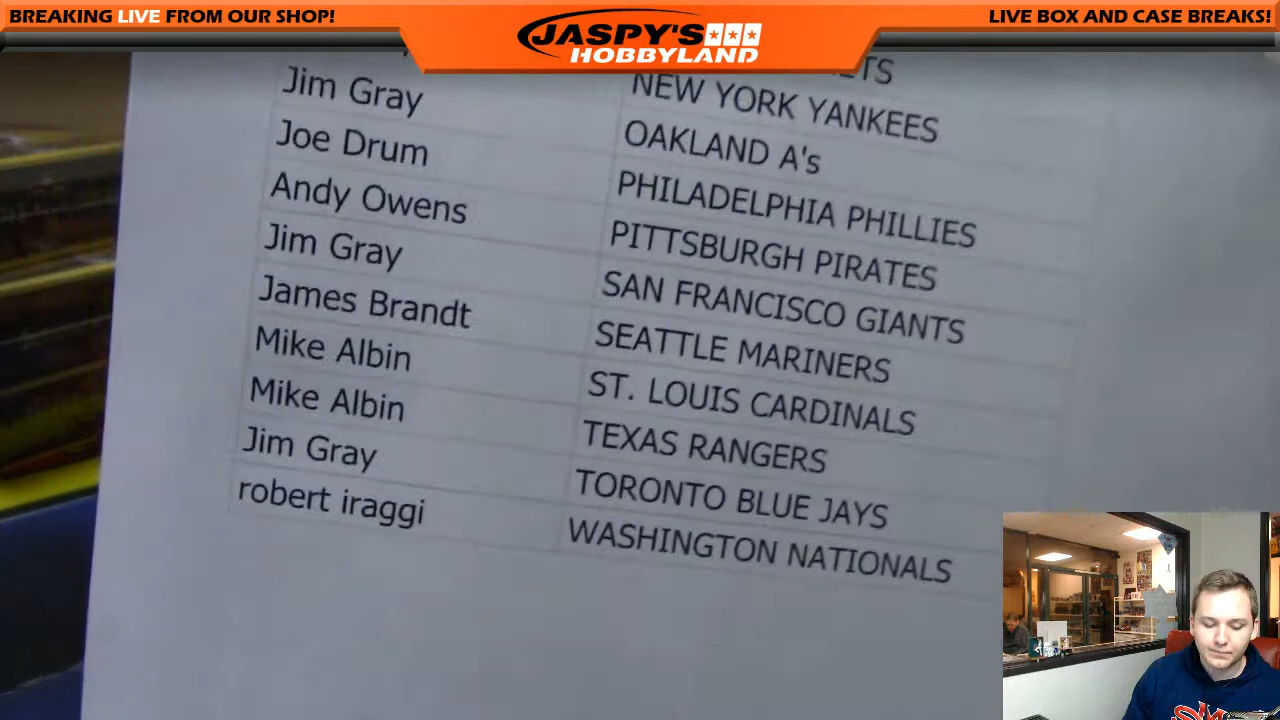 BREAKING LIVE FROM OUR SHOP!
JASPY'S
HOBBYLAND
LIVE BOX AND CASE BREAKS!
Jim Gray NEW YORK YANKEES
Joe Drum OAKLAND A's
Andy Owens PHILADELPHIA PHILLIES
Jim Gray PITTSBURGH PIRATES
James Brandt SAN FRANCISCO GIANTS
Mike Albin SEATTLE MARINERS
Mike Albin ST. LOUIS CARDINALS
Jim Gray TEXAS RANGERS
robert iraggi TORONTO BLUE JAYS
WASHINGTON NATIONALS